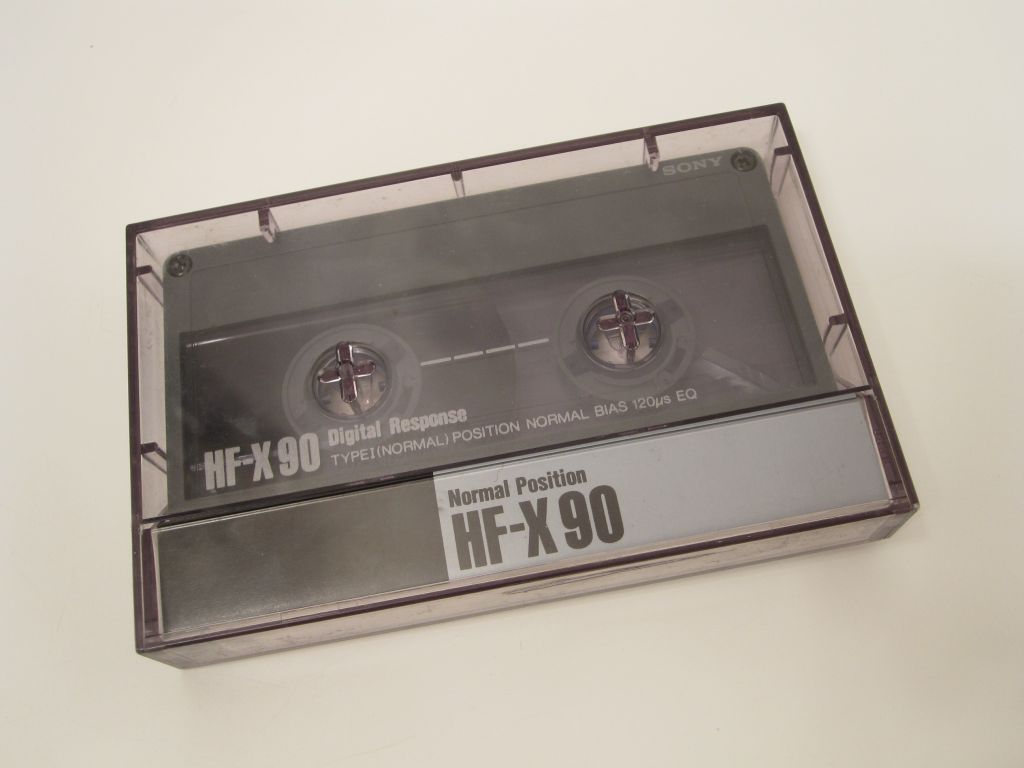 SONY
Digital Response
HF-X 90
TYPE I (NORMAL) POSITION NORMAL BIAS 120µs EQ
Normal Position
HF-X 90